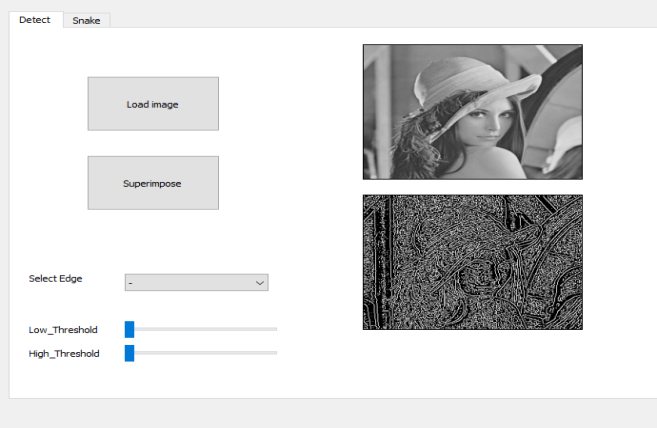 Detect Snake
Load image
Superimpose
Select Edge -
Low_Threshold
High_Threshold